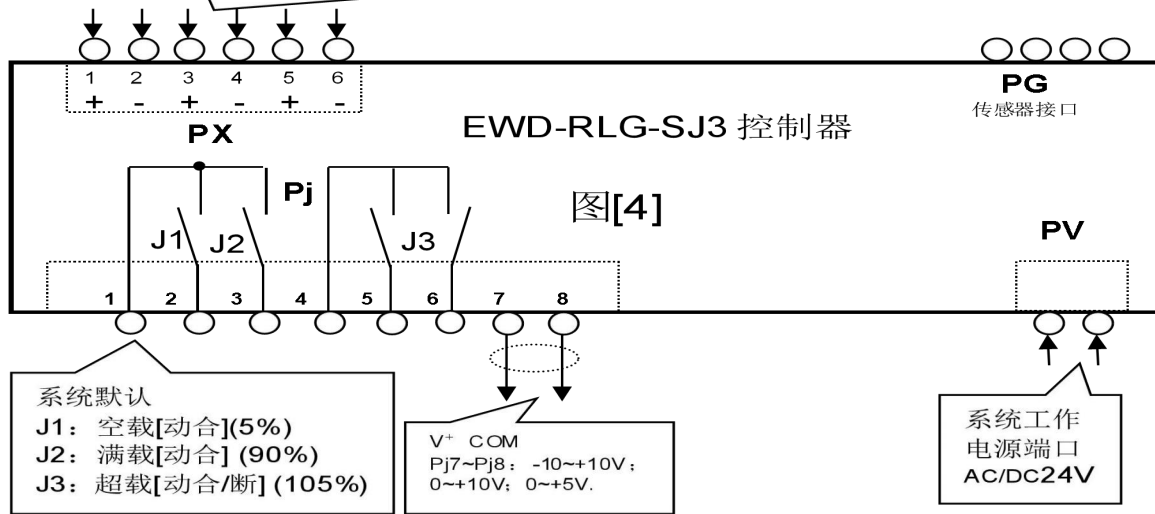 1 2 3 4 5 6
+ - + - + -
PX
PG
传感器接口
EWD-RLG-SJ3 控制器
Pj
图[4]
J1 J2 J3
PV
1 2 3 4 5 6 7 8
系统默认
J1：空载[动合](5%)
J2：满载[动合] (90%)
J3：超载[动合/断] (105%)
V⁺ COM
Pj7~Pj8：-10~+10V；
0~+10V；0~+5V.
系统工作
电源端口
AC/DC24V